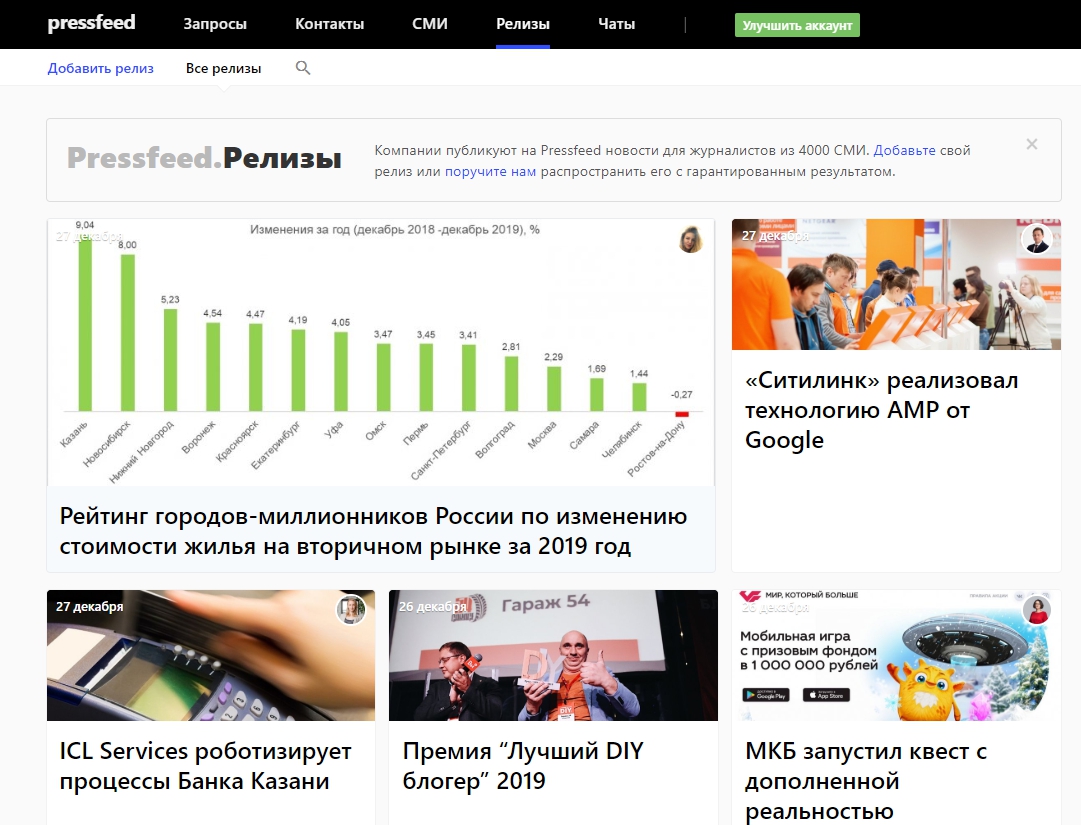 pressfeed Запросы Контакты СМИ Релизы Чаты | Улучшить аккаунт
Добавить релиз Все релизы
Pressfeed.Релизы
Компании публикуют на Pressfeed новости для журналистов из 4000 СМИ. Добавьте свой
релиз или поручите нам распространить его с гарантированным результатом.
27 декабря
Изменения за год (декабрь 2018 -декабрь 2019), %
9,04
8,00
5,23
4,54
4,47
4,19
4,05
3,47
3,45
3,41
2,81
2,29
1,69
1,44
-0,27
Казань
Новосибирск
Нижний Новгород
Воронеж
Красноярск
Екатеринбург
Уфа
Омск
Пермь
Санкт-Петербург
Волгоград
Москва
Самара
Челябинск
Ростов-на-Дону
Рейтинг городов-миллионников России по изменению
стоимости жилья на вторичном рынке за 2019 год
27 декабря
«Ситилинк» реализовал
технологию AMP от
Google
27 декабря
ICL Services роботизирует
процессы Банка Казани
26 декабря
Гараж 54
DIY
Премия “Лучший DIY
блогер” 2019
26 декабря
МИР, КОТОРЫЙ БОЛЬШЕ
ПРАВИЛА АКЦИИ
Мобильная игра
с призовым фондом
в 1 000 000 рублей
Google Play
App Store
МКБ запустил квест с
дополненной
реальностью